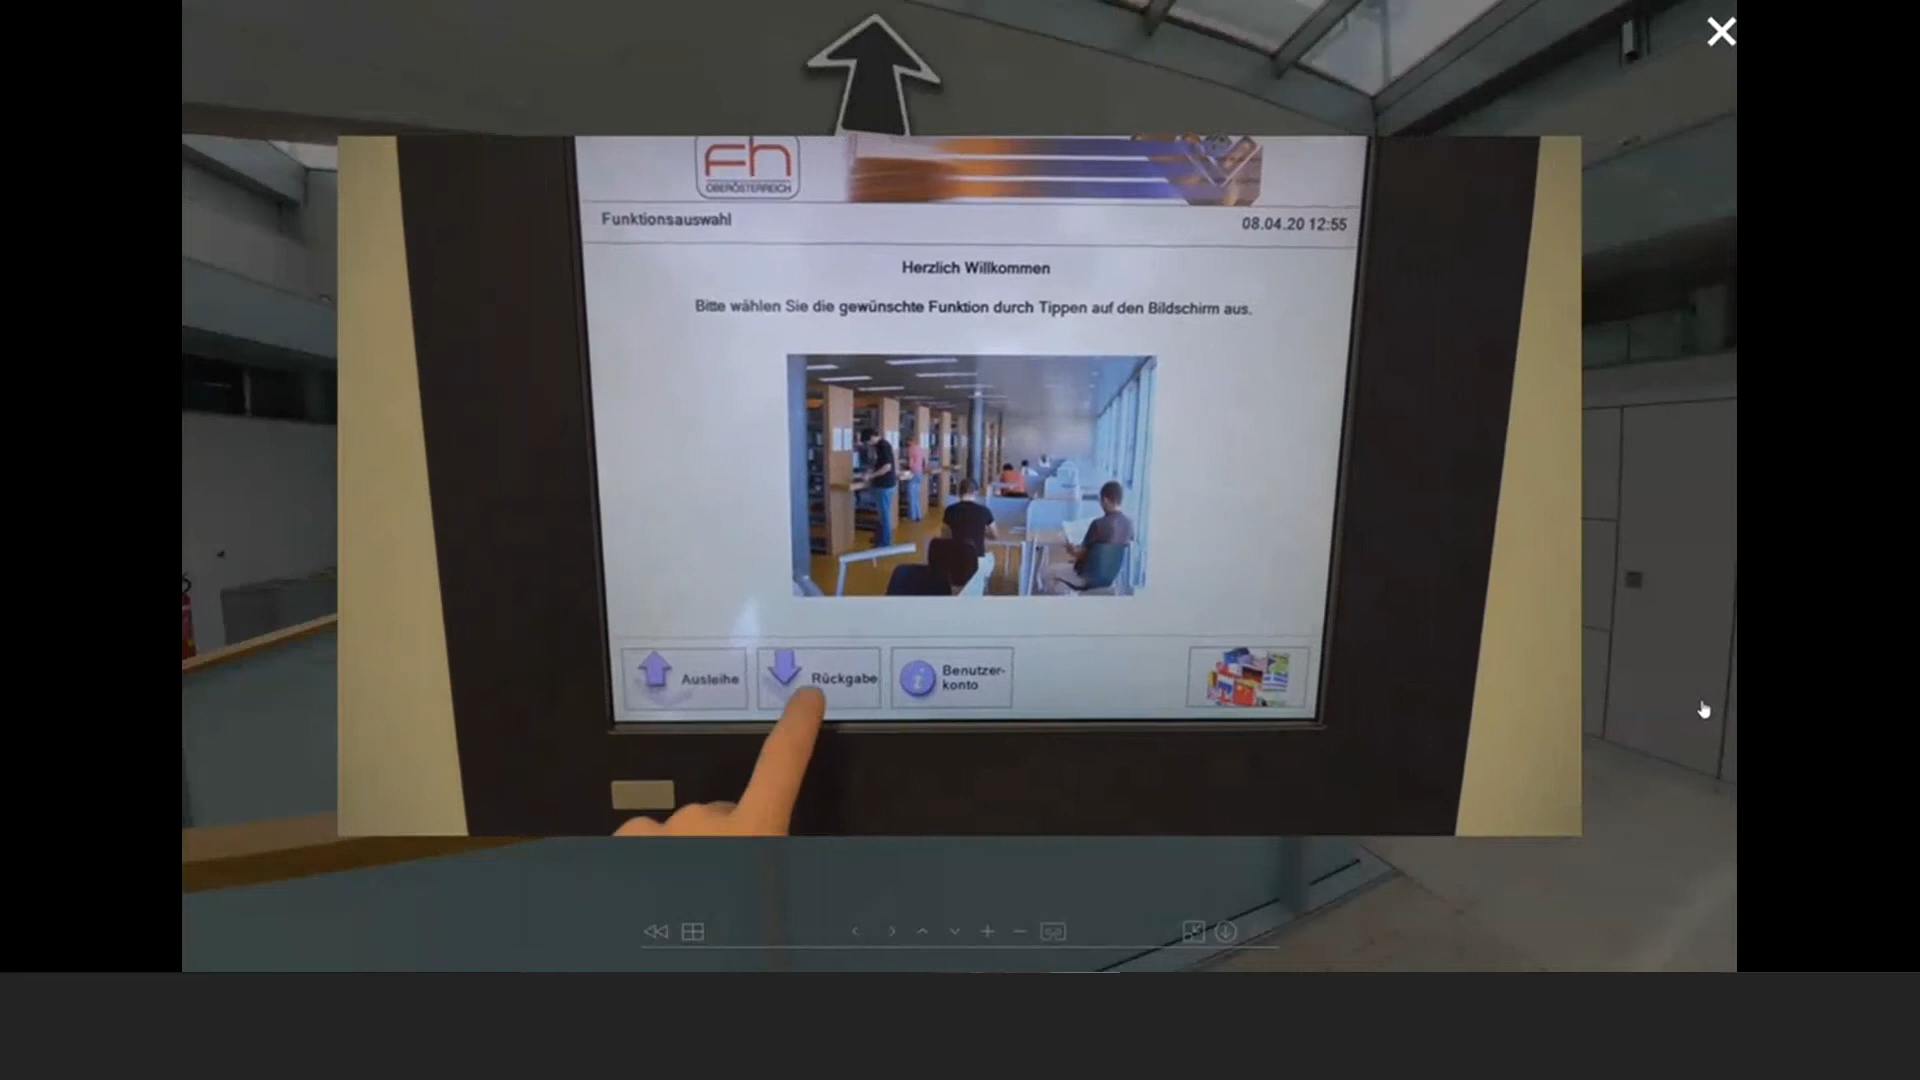 fh
OBERÖSTERREICH
Funktionsauswahl
08.04.20 12:55
Herzlich Willkommen
Bitte wählen Sie die gewünschte Funktion durch Tippen auf den Bildschirm aus.
Ausleihe
Rückgabe
Benutzer-
konto